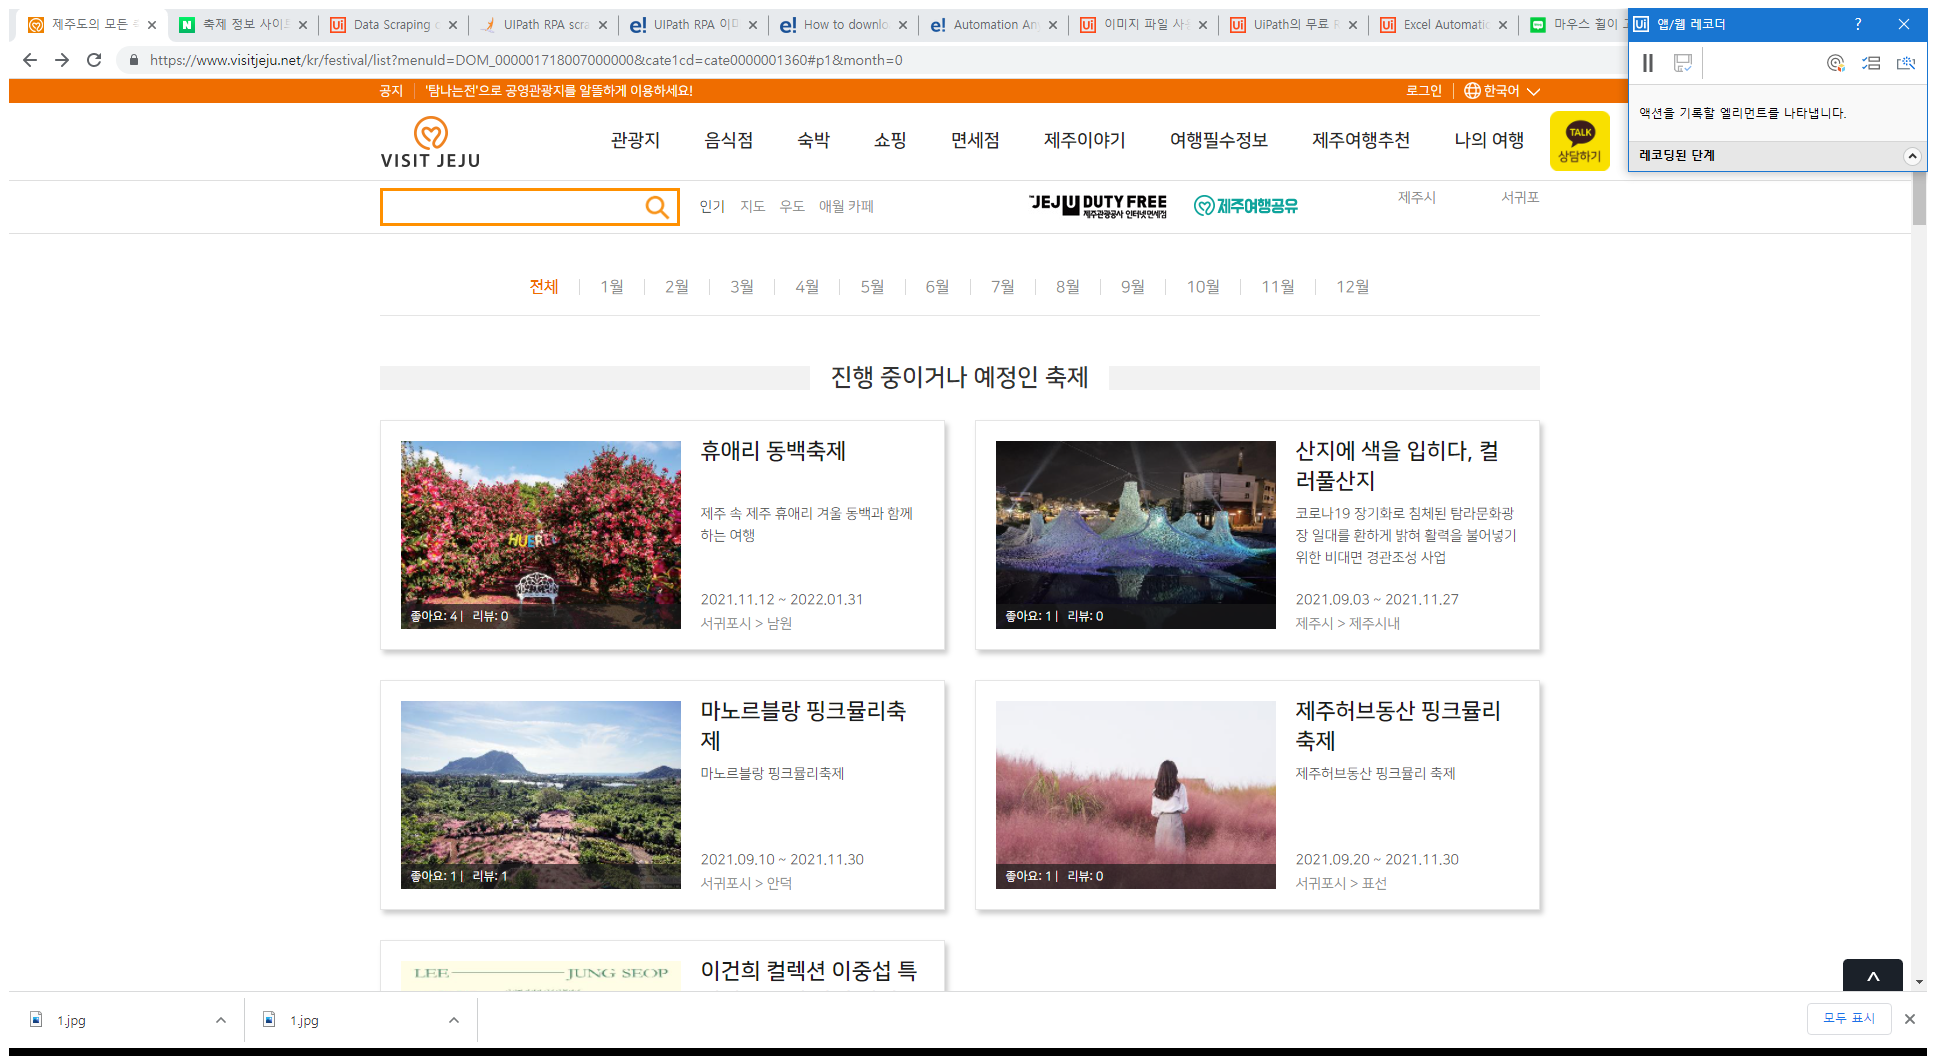 제주도의 모든 축
축제 정보 사이트
Data Scraping c
UIPath RPA scra
UIPath RPA 이미
How to downlo
Automation An
이미지 파일 사용
UiPath의 무료 R
Excel Automatio
마우스 휠이 고
앱/웹 레코더
?
https://www.visitjeju.net/kr/festival/list?menuId=DOM_000001718007000000&cate1cd=cate0000001360#p1&month=0
액션을 기록할 엘리먼트를 나타냅니다.
레코딩된 단계
공지 '탐나는전'으로 공영관광지를 알뜰하게 이용하세요! 로그인 한국어
VISIT JEJU
관광지 음식점 숙박 쇼핑 면세점 제주이야기 여행필수정보 제주여행추천 나의 여행
TALK
상담하기
인기 지도 우도 애월 카페
JEJU DUTY FREE
제주관광공사 인터넷면세점
제주여행공유
제주시 서귀포
전체 1월 2월 3월 4월 5월 6월 7월 8월 9월 10월 11월 12월
진행 중이거나 예정인 축제
휴애리 동백축제
제주 속 제주 휴애리 겨울 동백과 함께
하는 여행
2021.11.12 ~ 2022.01.31
서귀포시 > 남원
HUEREE
좋아요: 4 | 리뷰: 0
산지에 색을 입히다, 컬
러풀산지
코로나19 장기화로 침체된 탐라문화광
장 일대를 환하게 밝혀 활력을 불어넣기
위한 비대면 경관조성 사업
2021.09.03 ~ 2021.11.27
제주시 > 제주시내
좋아요: 1 | 리뷰: 0
마노르블랑 핑크뮬리축
제
마노르블랑 핑크뮬리축제
2021.09.10 ~ 2021.11.30
서귀포시 > 안덕
좋아요: 1 | 리뷰: 1
제주허브동산 핑크뮬리
축제
제주허브동산 핑크뮬리 축제
2021.09.20 ~ 2021.11.30
서귀포시 > 표선
좋아요: 1 | 리뷰: 0
LEE JUNG SEOP
이건희 컬렉션 이중섭 특
1.jpg
1.jpg
모두 표시